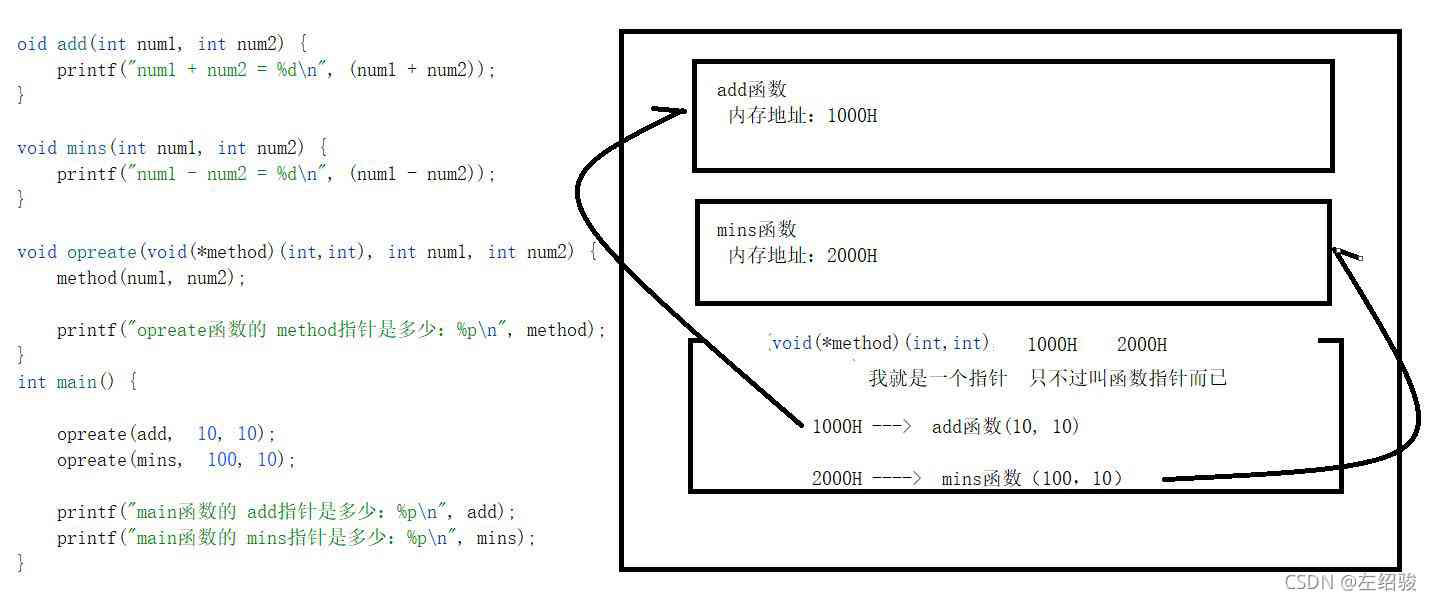 oid add(int num1, int num2) {
printf("num1 + num2 = %d\n", (num1 + num2));
}
void mins(int num1, int num2) {
printf("num1 - num2 = %d\n", (num1 - num2));
}
void opreate(void(*method)(int,int), int num1, int num2) {
method(num1, num2);
printf("opreate函数的 method指针是多少：%p\n", method);
}
int main() {
opreate(add,  10, 10);
opreate(mins,  100, 10);
printf("main函数的 add指针是多少：%p\n", add);
printf("main函数的 mins指针是多少：%p\n", mins);
}
add函数
内存地址：1000H
mins函数
内存地址：2000H
void(*method)(int,int) 1000H 2000H
我就是一个指针 只不过叫函数指针而已
1000H ---> add函数(10, 10)
2000H ----> mins函数（100，10）
CSDN @左绍骏